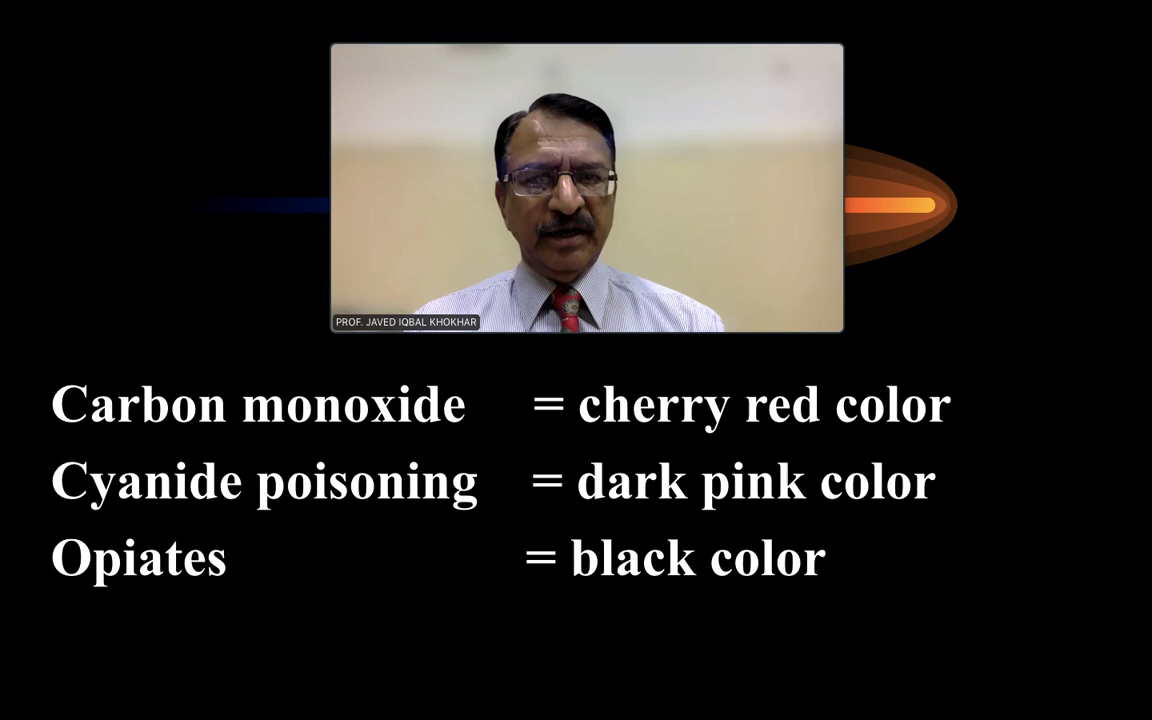 PROF. JAVED IQBAL KHOKHAR
Carbon monoxide = cherry red color
Cyanide poisoning = dark pink color
Opiates = black color